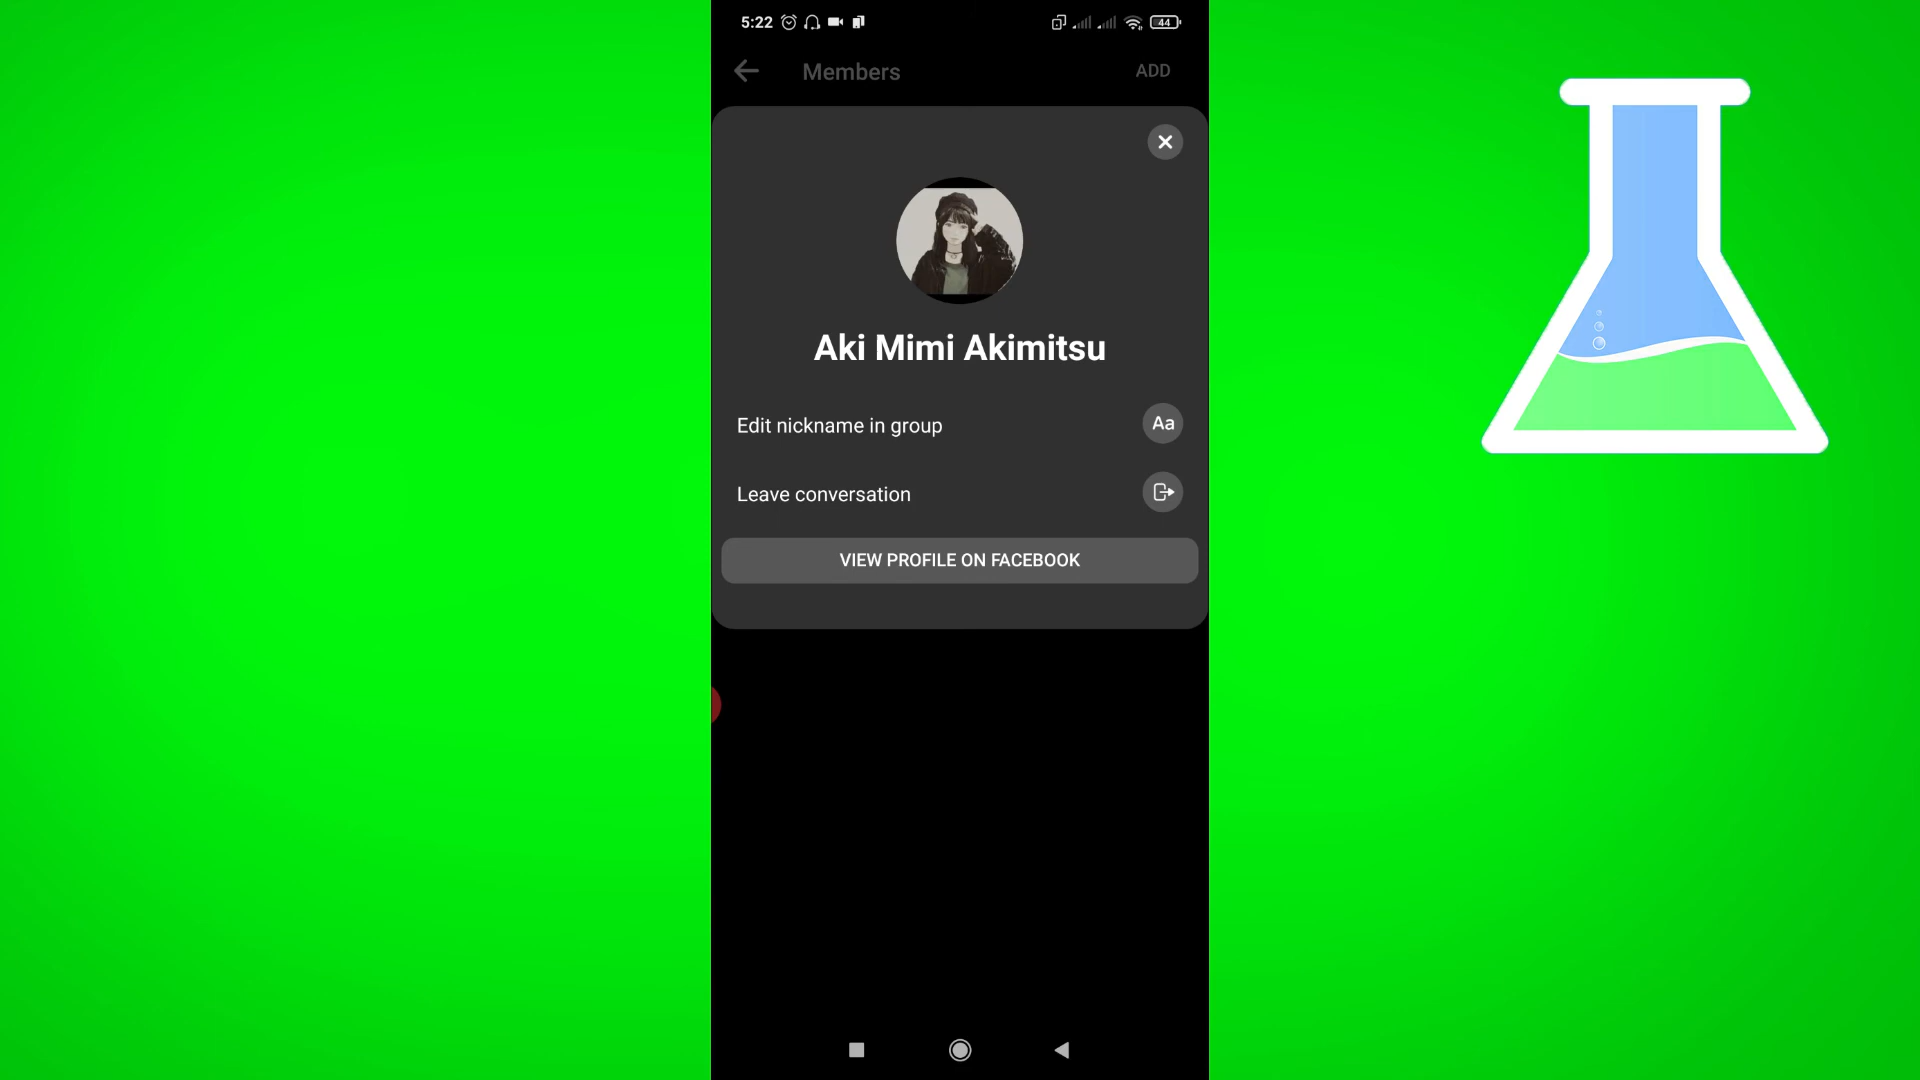 5:22 44
Members ADD
Aki Mimi Akimitsu
Edit nickname in group Aa
Leave conversation
VIEW PROFILE ON FACEBOOK